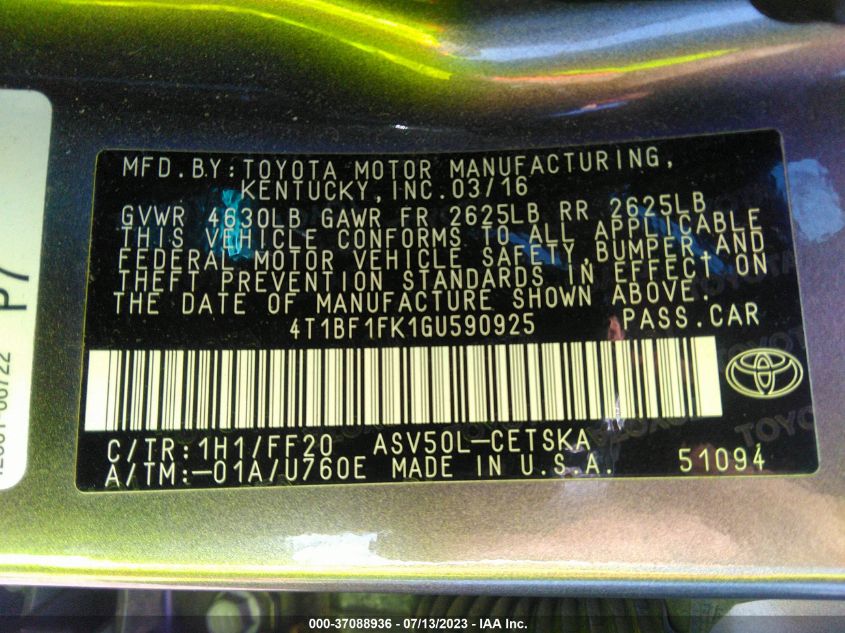 MFD.BY:TOYOTA MOTOR MANUFACTURING,
KENTUCKY,INC.03/16
GVWR 4630LB GAWR FR 2625LB RR 2625LB
THIS VEHICLE CONFORMS TO ALL APPLICABLE
FEDERAL MOTOR VEHICLE SAFETY,BUMPER,AND
THEFT PREVENTION STANDARDS IN EFFECT ON
THE DATE OF MANUFACTURE SHOWN ABOVE.
4T1BF1FK1GU590925 PASS.CAR
C/TR:1H1/FF20 ASV50L-CETSKA
A/TM:-01A/U760E MADE IN U.S.A. 51094
TOYOTA
P7
000-37088936 - 07/13/2023 - IAA Inc.